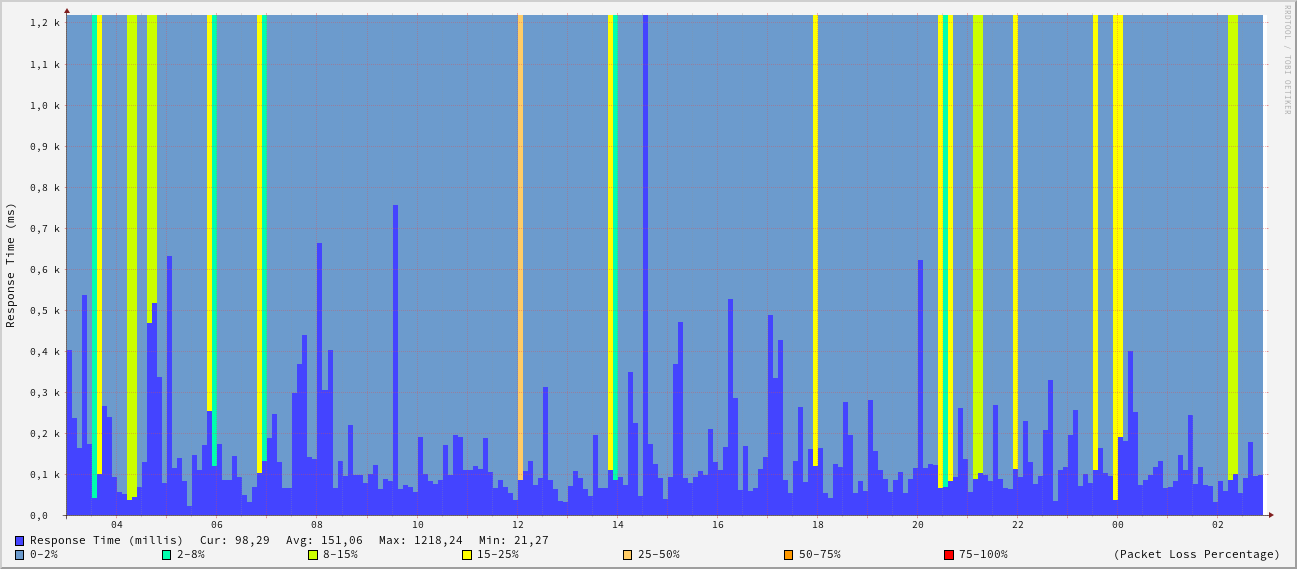 RRDTOOL / TOBI OETIKER
Response Time (ms)
1,2 k
1,1 k
1,0 k
0,9 k
0,8 k
0,7 k
0,6 k
0,5 k
0,4 k
0,3 k
0,2 k
0,1 k
0,0
04 06 08 10 12 14 16 18 20 22 00 02
Response Time (millis) Cur: 98,29 Avg: 151,06 Max: 1218,24 Min: 21,27
0-2% 2-8% 8-15% 15-25% 25-50% 50-75% 75-100% (Packet Loss Percentage)